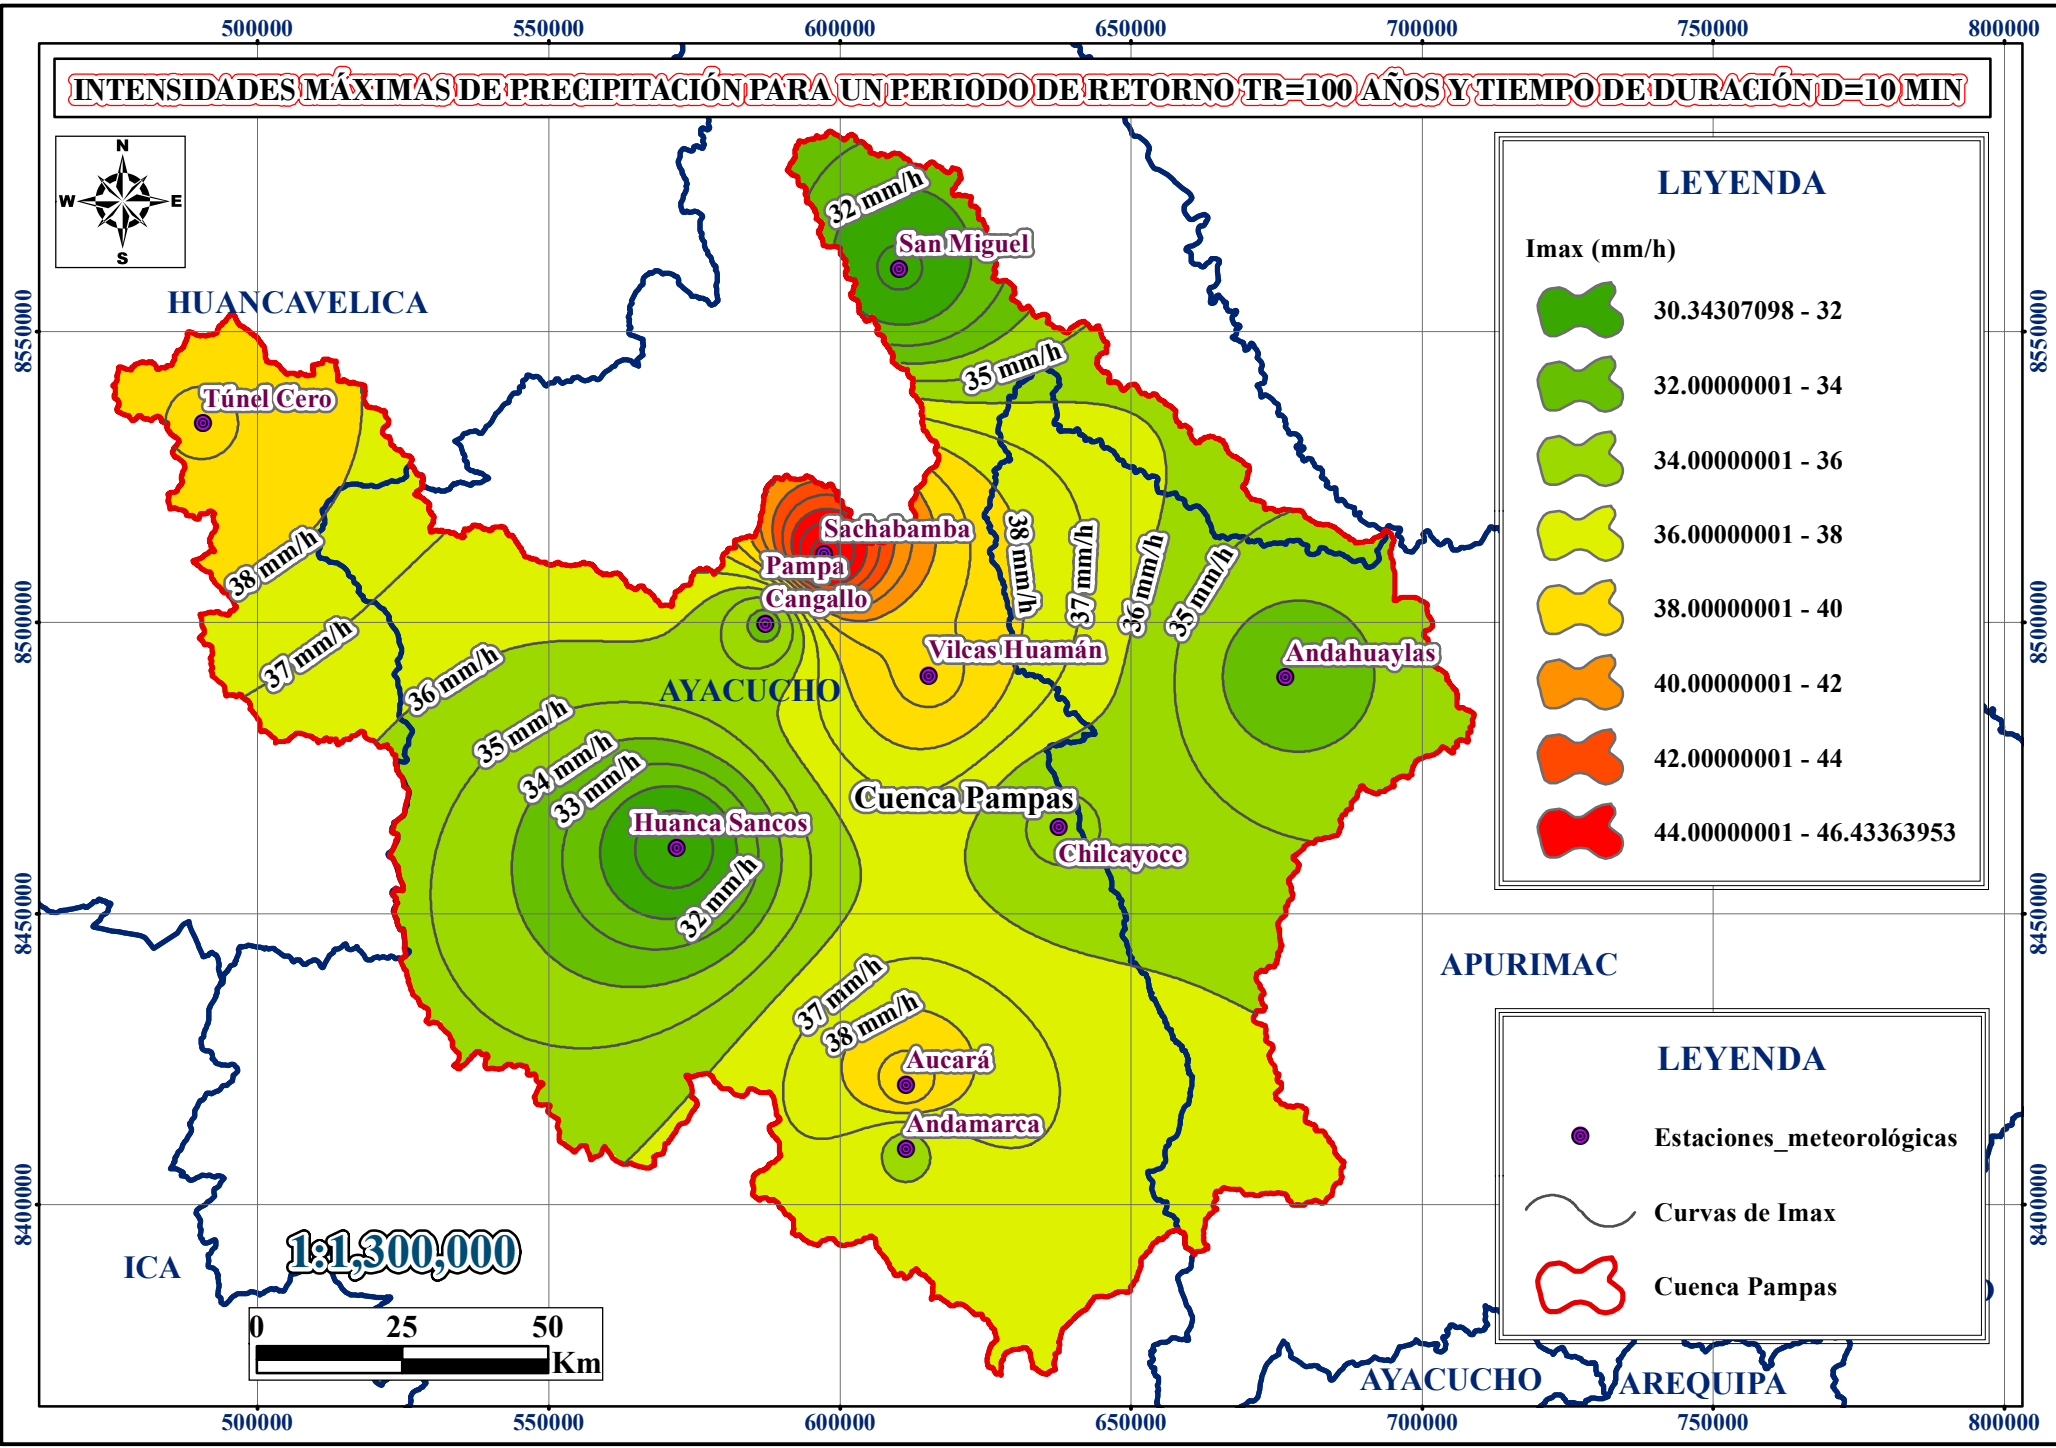 500000 550000 600000 650000 700000 750000 800000
INTENSIDADES MÁXIMAS DE PRECIPITACIÓN PARA UN PERIODO DE RETORNO TR=100 AÑOS Y TIEMPO DE DURACIÓN D=10 MIN
N
W E
S
HUANCAVELICA
8550000
8500000
8450000
8400000
32 mm/h
San Miguel
35 mm/h
Túnel Cero
38 mm/h
37 mm/h
36 mm/h
Sachabamba
Pampa
Cangallo
38 mm/h
37 mm/h
36 mm/h
35 mm/h
Vilcas Huamán
Andahuaylas
AYACUCHO
35 mm/h
34 mm/h
33 mm/h
Huanca Sancos
32 mm/h
Cuenca Pampas
Chilcayocc
37 mm/h
38 mm/h
Aucará
Andamarca
APURIMAC
ICA
AYACUCHO
AREQUIPA
1:1,300,000
0 25 50
Km
LEYENDA
Imax (mm/h)
30.34307098 - 32
32.00000001 - 34
34.00000001 - 36
36.00000001 - 38
38.00000001 - 40
40.00000001 - 42
42.00000001 - 44
44.00000001 - 46.43363953
LEYENDA
Estaciones_meteorológicas
Curvas de Imax
Cuenca Pampas
8550000
8500000
8450000
8400000
500000 550000 600000 650000 700000 750000 800000